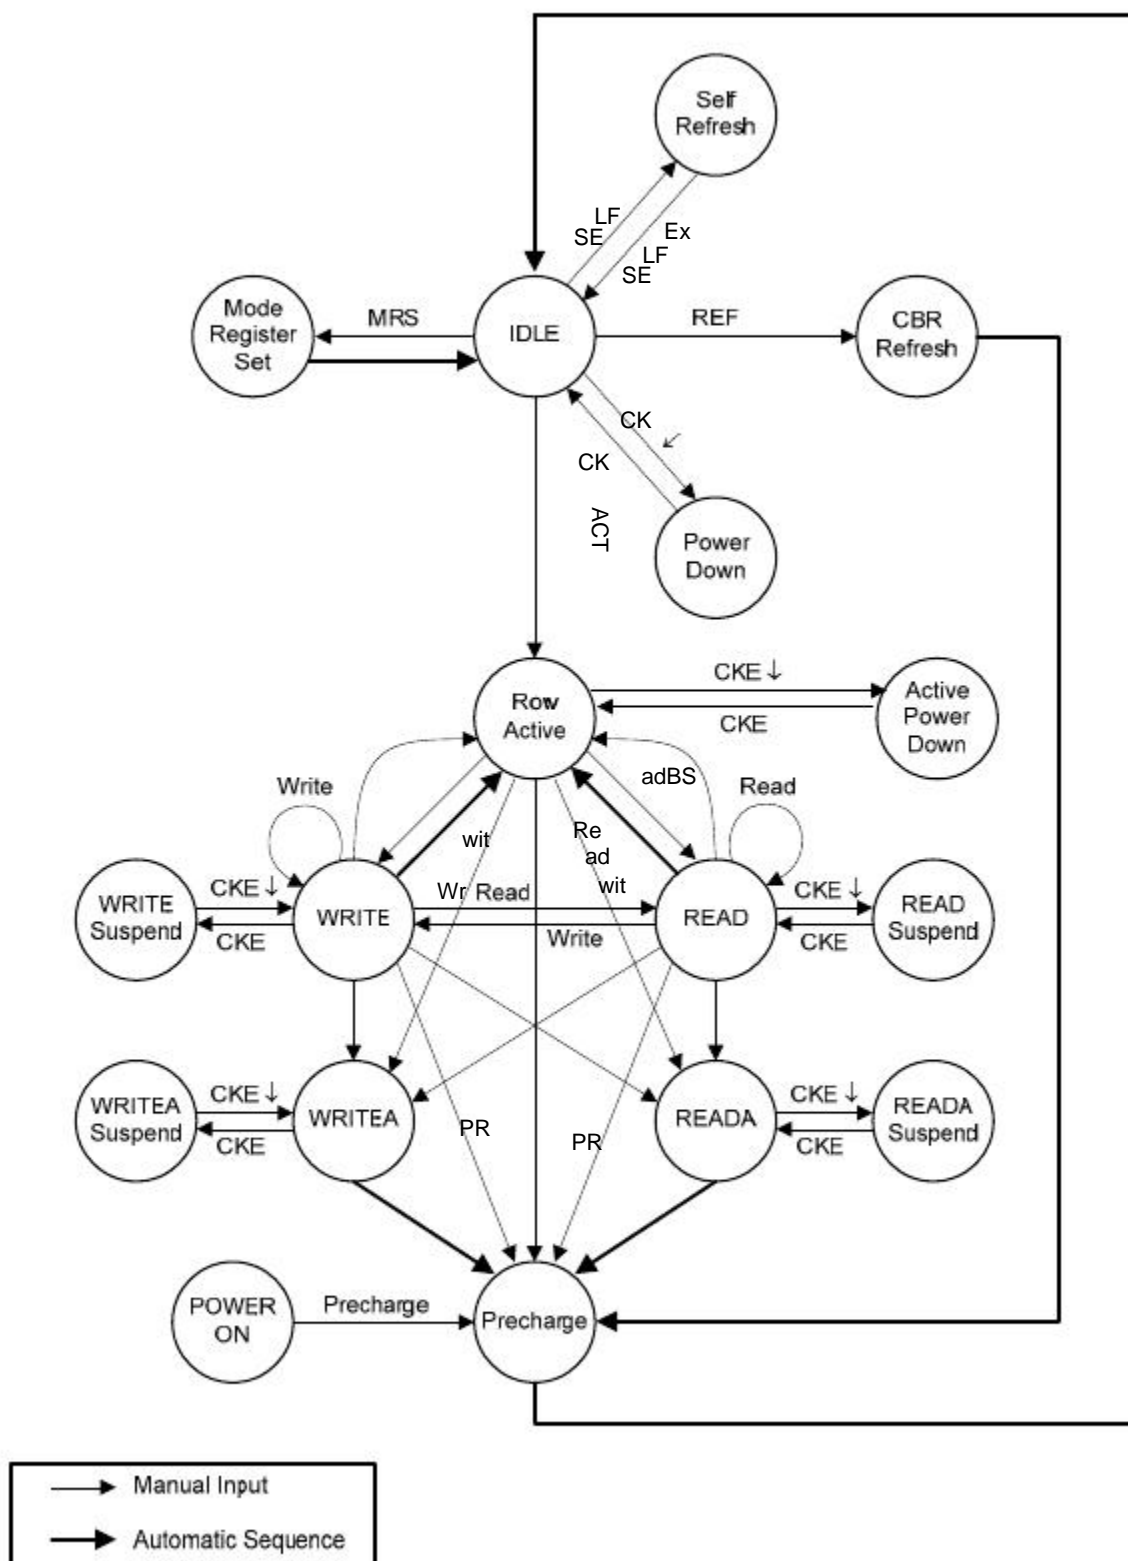 Self
Refresh
LF
SE
Ex
LF
SE
Mode
Register
Set
MRS
IDLE
REF
CBR
Refresh
CK
↙
CK
ACT
Power
Down
Row
Active
CKE ↓
CKE
Active
Power
Down
Write
adBS
Read
wit
Re
ad
wit
WRITE
Suspend
CKE ↓
CKE
WRITE
Wr
Read
Write
READ
CKE ↓
CKE
READ
Suspend
WRITEA
Suspend
CKE ↓
CKE
WRITEA
PR
PR
READA
CKE ↓
CKE
READA
Suspend
POWER
ON
Precharge
Precharge
Manual Input
Automatic Sequence